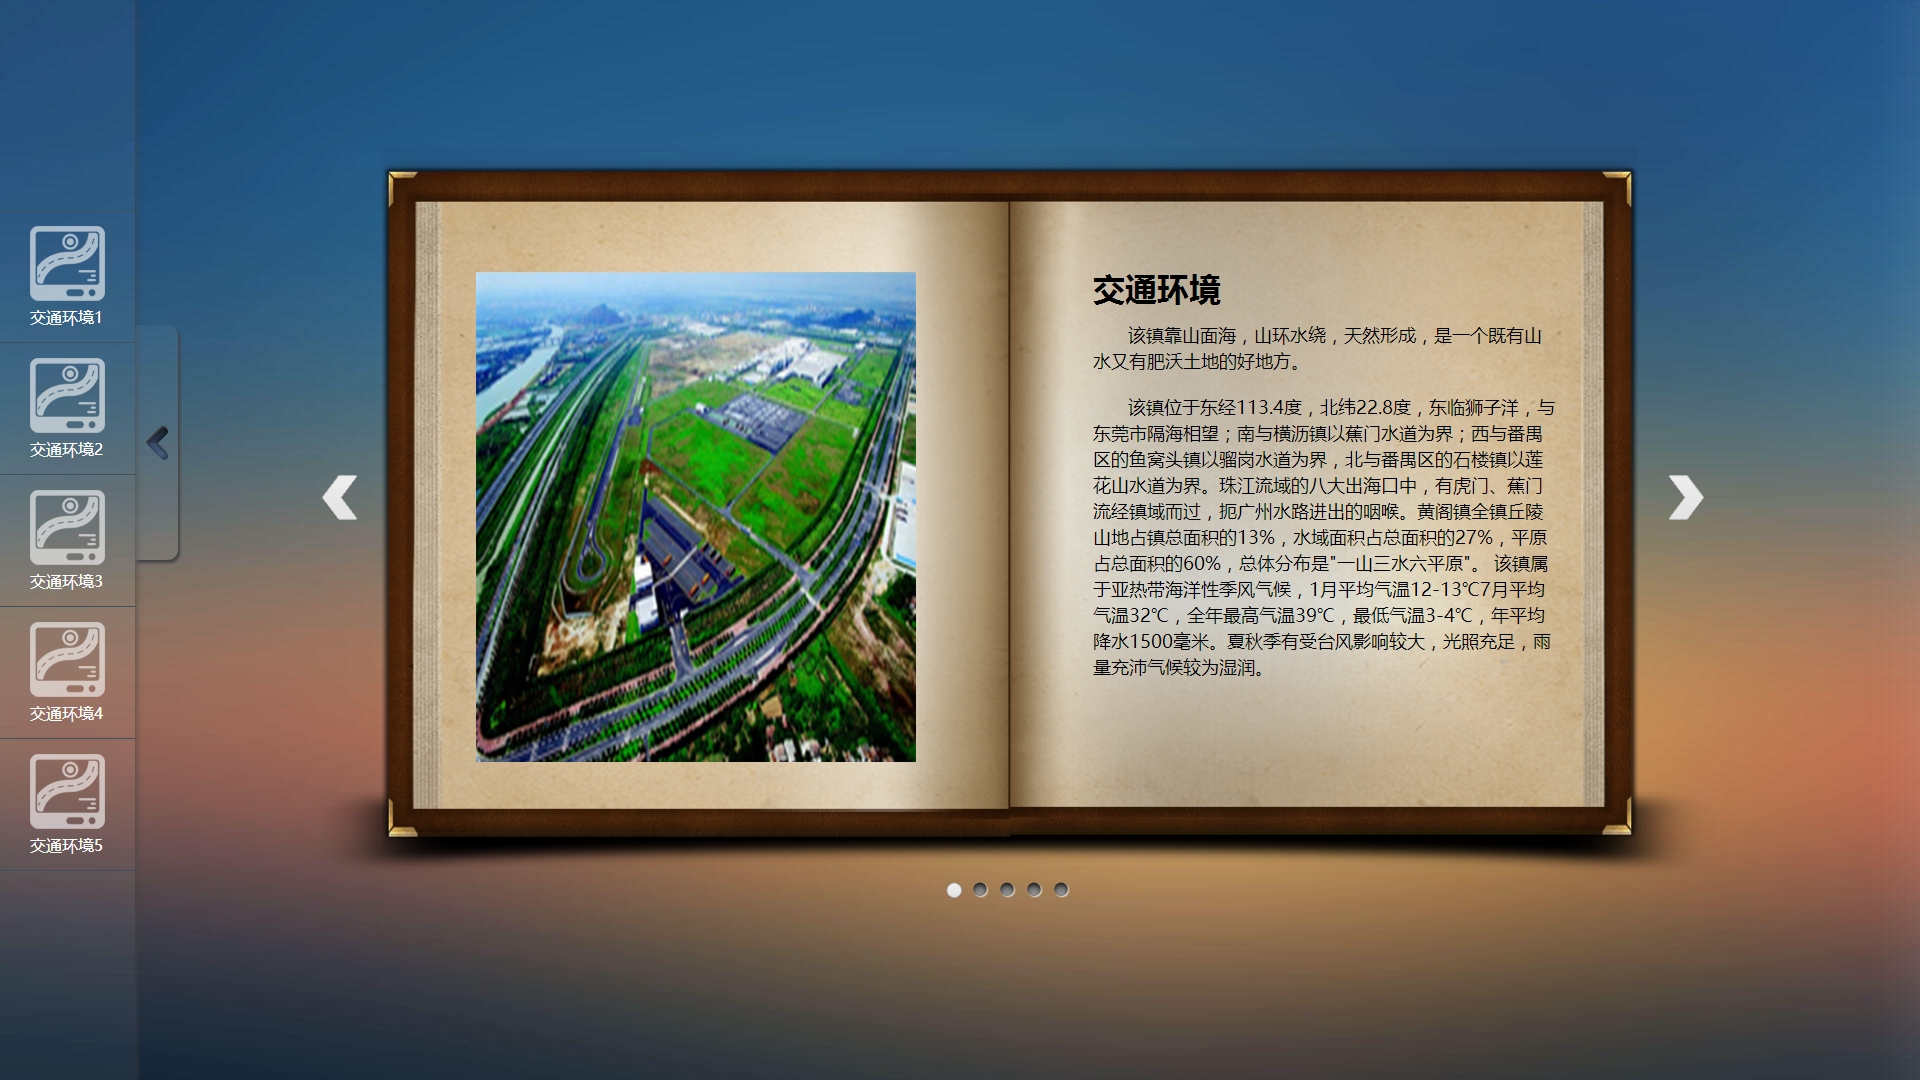 交通环境1
交通环境2
交通环境3
交通环境4
交通环境5
交通环境
该镇靠山面海，山环水绕，天然形成，是一个既有山
水又有肥沃土地的好地方。
该镇位于东经113.4度，北纬22.8度，东临狮子洋，与
东莞市隔海相望；南与横沥镇以蕉门水道为界；西与番禺
区的鱼窝头镇以骝岗水道为界，北与番禺区的石楼镇以莲
花山水道为界。珠江流域的八大出海口中，有虎门、蕉门
流经镇域而过，扼广州水路进出的咽喉。黄阁镇全镇丘陵
山地占镇总面积的13%，水域面积占总面积的27%，平原
占总面积的60%，总体分布是"一山三水六平原"。 该镇属
于亚热带海洋性季风气候，1月平均气温12-13℃7月平均
气温32℃，全年最高气温39℃，最低气温3-4℃，年平均
降水1500毫米。夏秋季有受台风影响较大，光照充足，雨
量充沛气候较为湿润。